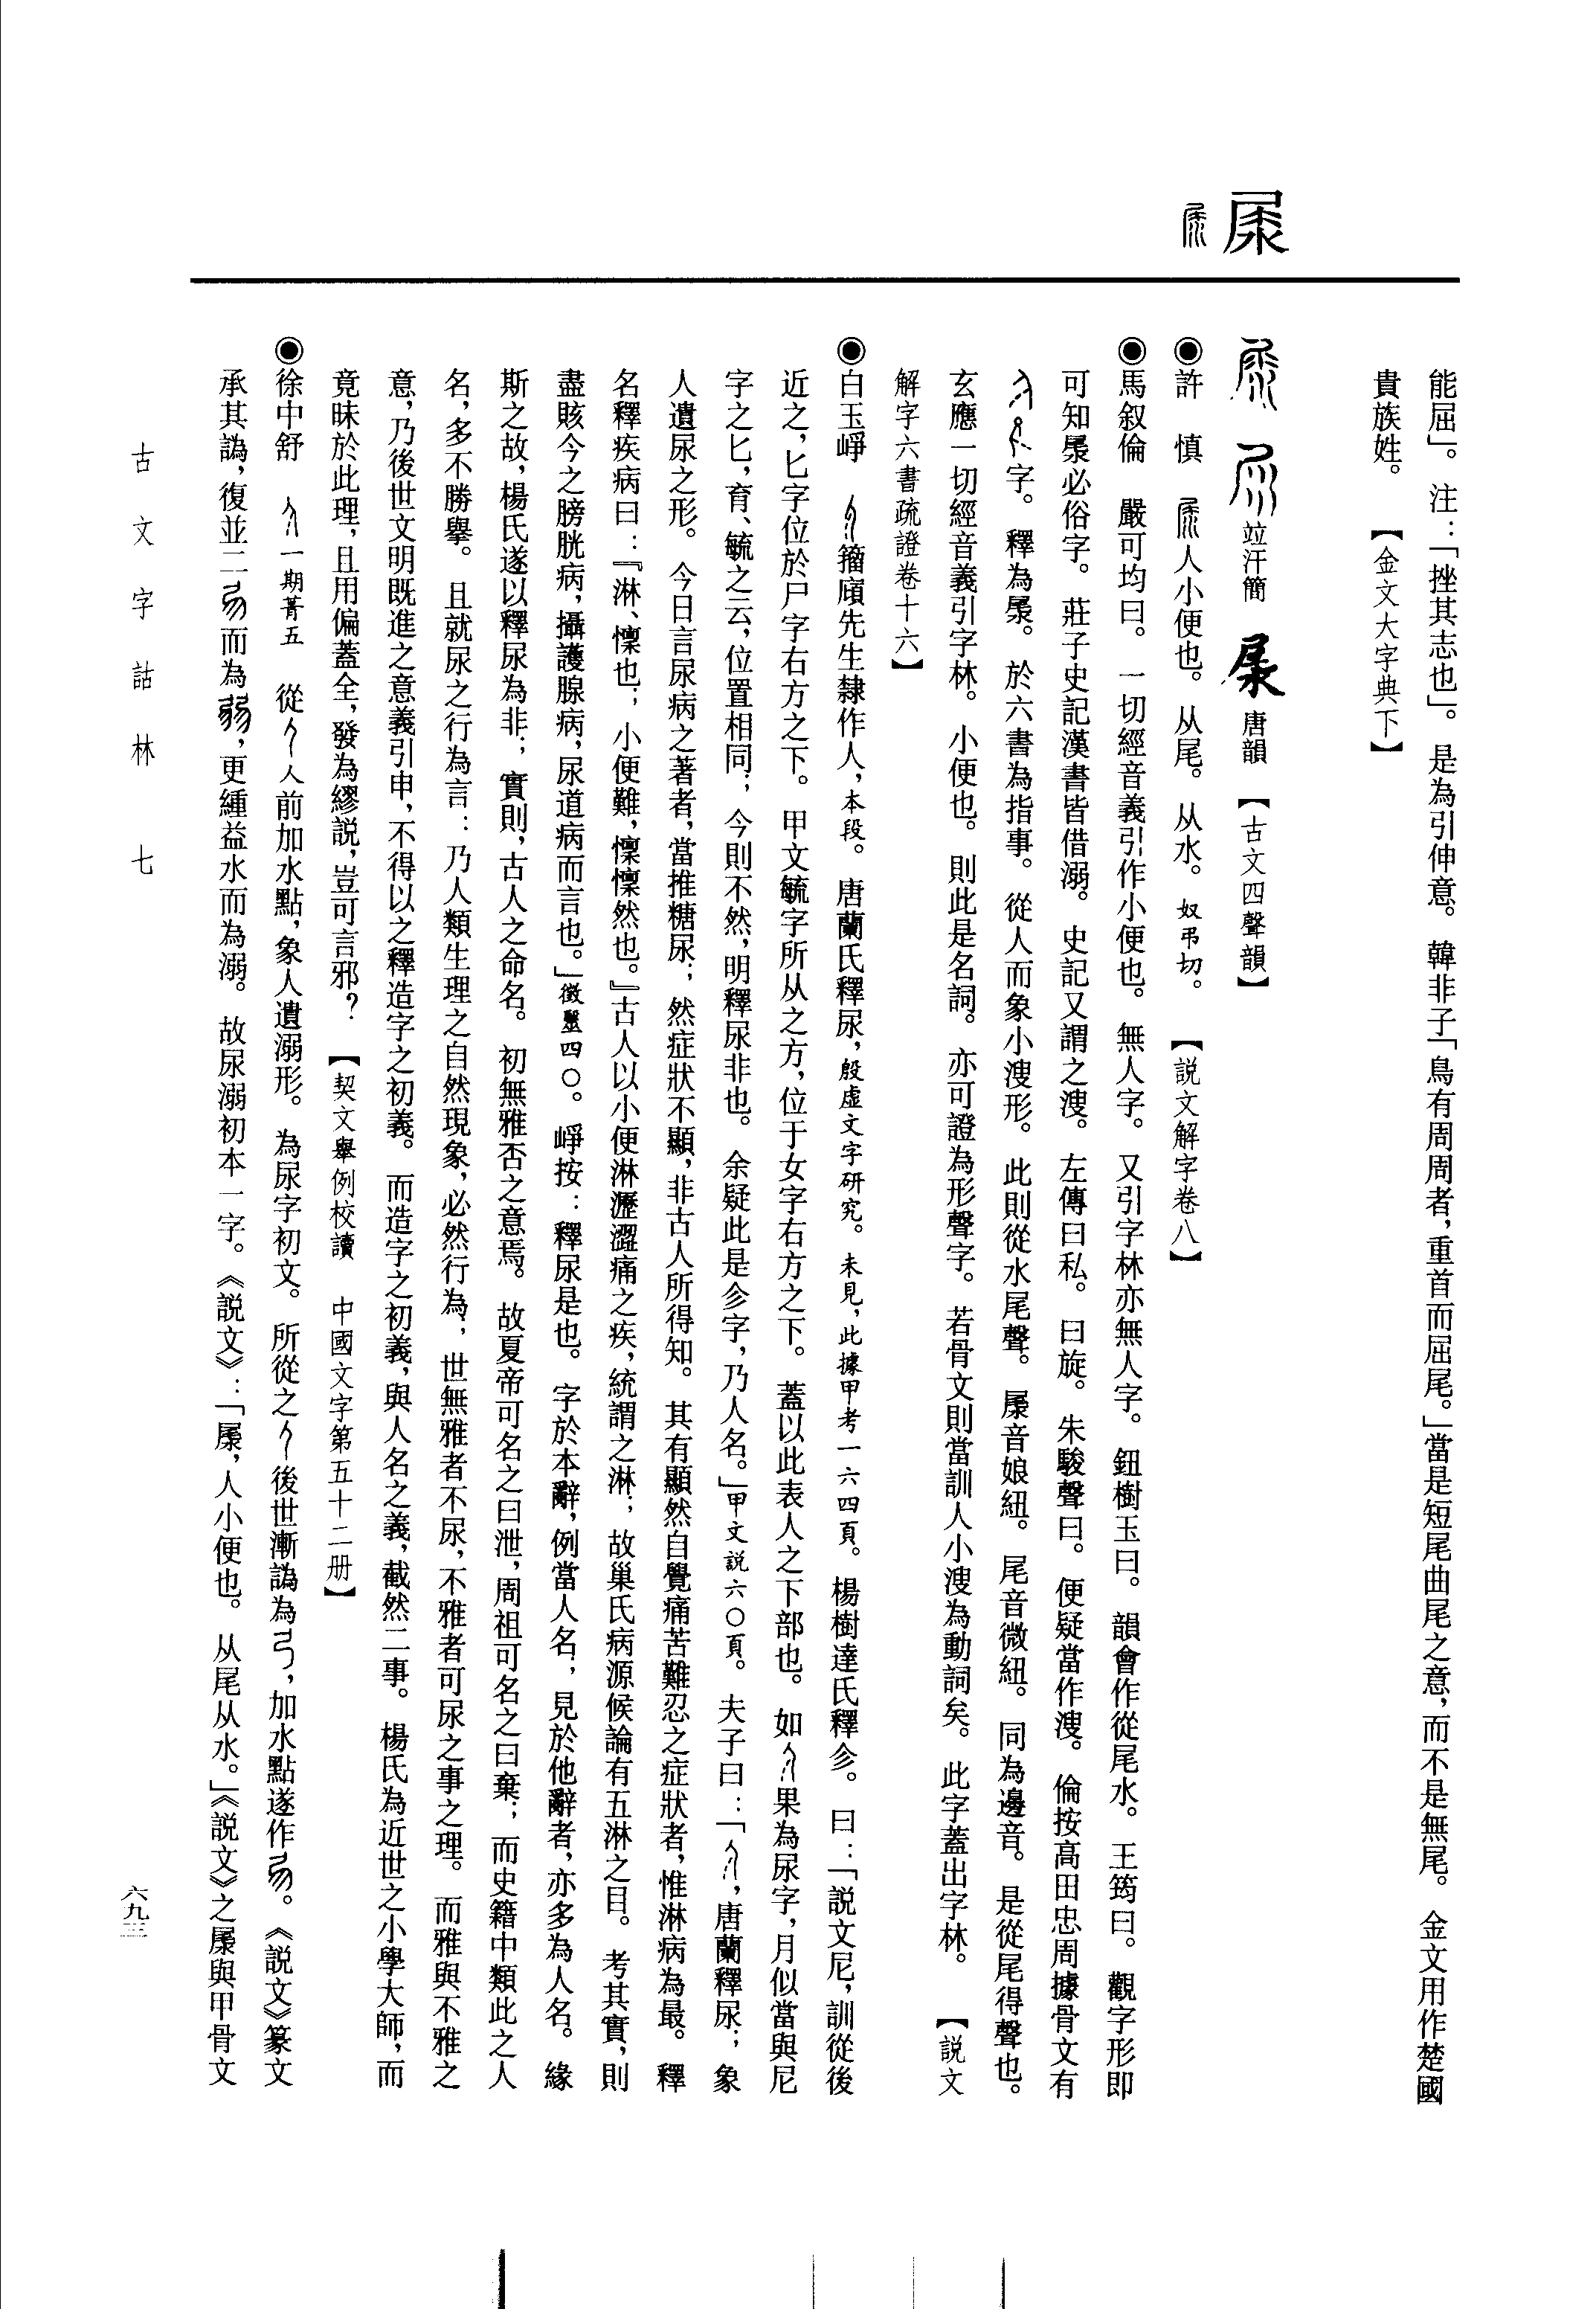 能屈」。注：「挫其志也」。是為引伸意。韓非子「鳥有周周者，重首而屈尾。」當是短尾曲尾之意，而不是無尾。金文用作楚國
貴族姓。【金文大字典下】
㞙
竝汗簡 㞙唐韻【古文四聲韻】
◉許　慎　人小便也。从尾。从水。奴弔切。【説文解字卷八】
◉馬叙倫　嚴可均曰。一切經音義引作小便也。無人字。又引字林亦無人字。鈕樹玉曰。韻會作從尾水。王筠曰。觀字形即
可知㞙必俗字。莊子史記漢書皆借溺。史記又謂之溲。左傳曰私。曰旋。朱駿聲曰。便疑當作溲。倫按高田忠周據骨文有
字。釋為㞙。於六書為指事。從人而象小溲形。此則從水尾聲。㞙音娘紐。尾音微紐。同為邊音。是從尾得聲也。
玄應一切經音義引字林。小便也。則此是名詞。亦可證為形聲字。若骨文則當訓人小溲為動詞矣。此字蓋出字林。【説文
解字六書疏證卷十六】
◉白玉崢　籀廎先生隸作人，本段。唐蘭氏釋尿，殷虛文字研究。未見，此據甲考一六四頁。楊樹達氏釋㐱。曰：「説文尼，訓從後
近之，匕字位於尸字右方之下。甲文毓字所从之㐬，位于女字右方之下。蓋以此表人之下部也。如果為尿字，月似當與尼
字之匕，育、毓之云，位置相同；今則不然，明釋尿非也。余疑此是㐱字，乃人名。」甲文説六〇頁。夫子曰：「，唐蘭釋尿；象
人遺尿之形。今日言尿病之著者，當推糖尿；然症狀不顯，非古人所得知。其有顯然自覺痛苦難忍之症狀者，惟淋病為最。釋
名釋疾病曰：『淋、懍也；小便難，懍懍然也。』古人以小便淋瀝澀痛之疾，統謂之淋；故巢氏病源候論有五淋之目。考其實，則
盡賅今之膀胱病，攝護腺病，尿道病而言也。」徵醫四〇。崢按：釋尿是也。字於本辭，例當人名，見於他辭者，亦多為人名。緣
斯之故，楊氏遂以釋尿為非；實則，古人之命名。初無雅否之意焉。故夏帝可名之曰泄，周祖可名之曰棄；而史籍中類此之人
名，多不勝舉。且就尿之行為言：乃人類生理之自然現象，必然行為；世無雅者不尿，不雅者可尿之事之理。而雅與不雅之
意，乃後世文明既進之意義引申，不得以之釋造字之初義。而造字之初義，與人名之義，截然二事。楊氏為近世之小學大師，而
竟昧於此理，且用偏蓋全，發為繆説，豈可言邪？【契文舉例校讀　中國文字第五十二册】
◉徐中舒　一期菁五　從人前加水點，象人遺溺形。為尿字初文。所從之後世漸譌為弓，加水點遂作。《説文》篆文
承其譌，復並二而為，更緟益水而為溺。故尿溺初本一字。《説文》：「㞙，人小便也。从尾从水。」《説文》之㞙與甲骨文
古文字詁林　七
六九三